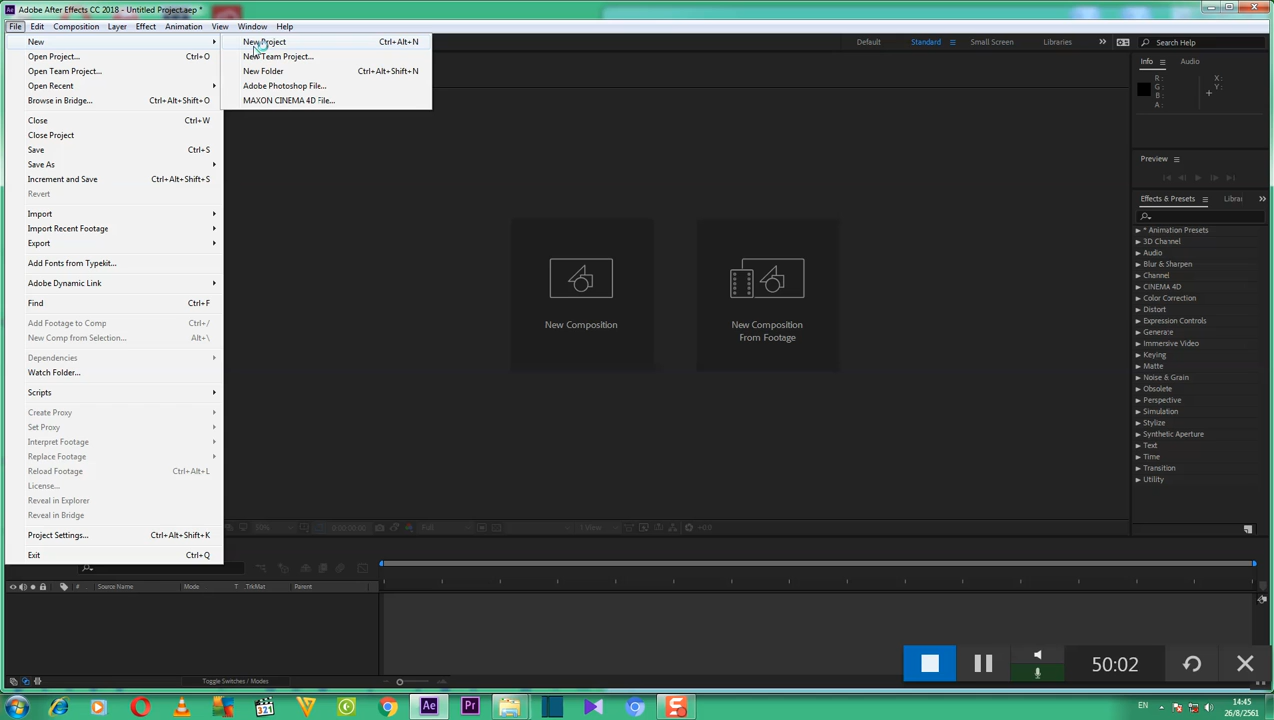 Adobe After Effects CC 2018 - Untitled Project.aep *
File Edit Composition Layer Effect Animation View Window Help
New
Open Project... Ctrl+O
Open Team Project...
Open Recent
Browse in Bridge... Ctrl+Alt+Shift+O
Close Ctrl+W
Close Project
Save Ctrl+S
Save As
Increment and Save Ctrl+Alt+Shift+S
Revert
Import
Import Recent Footage
Export
Add Fonts from Typekit...
Adobe Dynamic Link
Find Ctrl+F
Add Footage to Comp Ctrl+/
New Comp from Selection... Alt+\
Dependencies
Watch Folder...
Scripts
Create Proxy
Set Proxy
Interpret Footage
Replace Footage
Reload Footage Ctrl+Alt+L
License...
Reveal in Explorer
Reveal in Bridge
Project Settings... Ctrl+Alt+Shift+K
Exit Ctrl+Q
New Project Ctrl+Alt+N
New Team Project...
New Folder Ctrl+Alt+Shift+N
Adobe Photoshop File...
MAXON CINEMA 4D File...
Default Standard Small Screen Libraries Search Help
Info Audio
R : X :
G : Y :
B :
A :
Preview
Effects & Presets Librai
* Animation Presets
3D Channel
Audio
Blur & Sharpen
Channel
CINEMA 4D
Color Correction
Distort
Expression Controls
Generate
Immersive Video
Keying
Matte
Noise & Grain
Obsolete
Perspective
Simulation
Stylize
Synthetic Aperture
Text
Time
Transition
Utility
New Composition
New Composition
From Footage
Full 1 View +0.0
# Source Name Mode T .TrkMat Parent
Toggle Switches / Modes
50:02
EN 14:45
26/8/2561